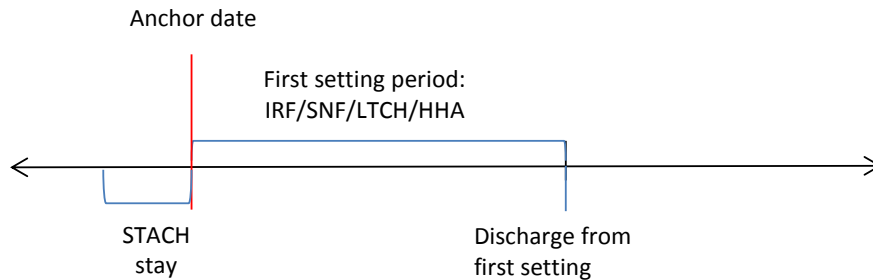 Anchor date
First setting period:
IRF/SNF/LTCH/HHA
STACH
stay
Discharge from
first setting